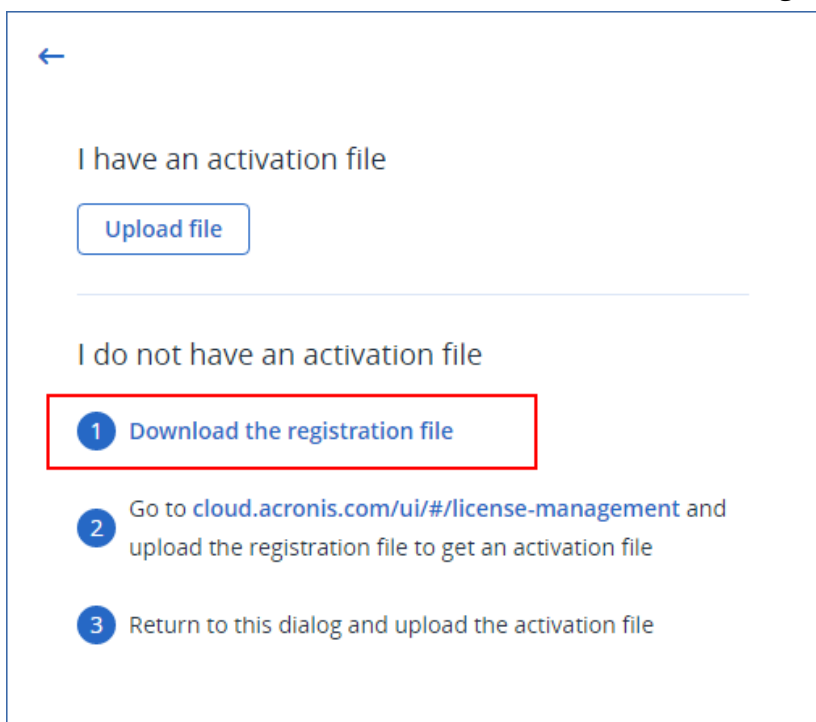 I have an activation file
Upload file
I do not have an activation file
1 Download the registration file
2 Go to cloud.acronis.com/ui/#/license-management and
upload the registration file to get an activation file
3 Return to this dialog and upload the activation file